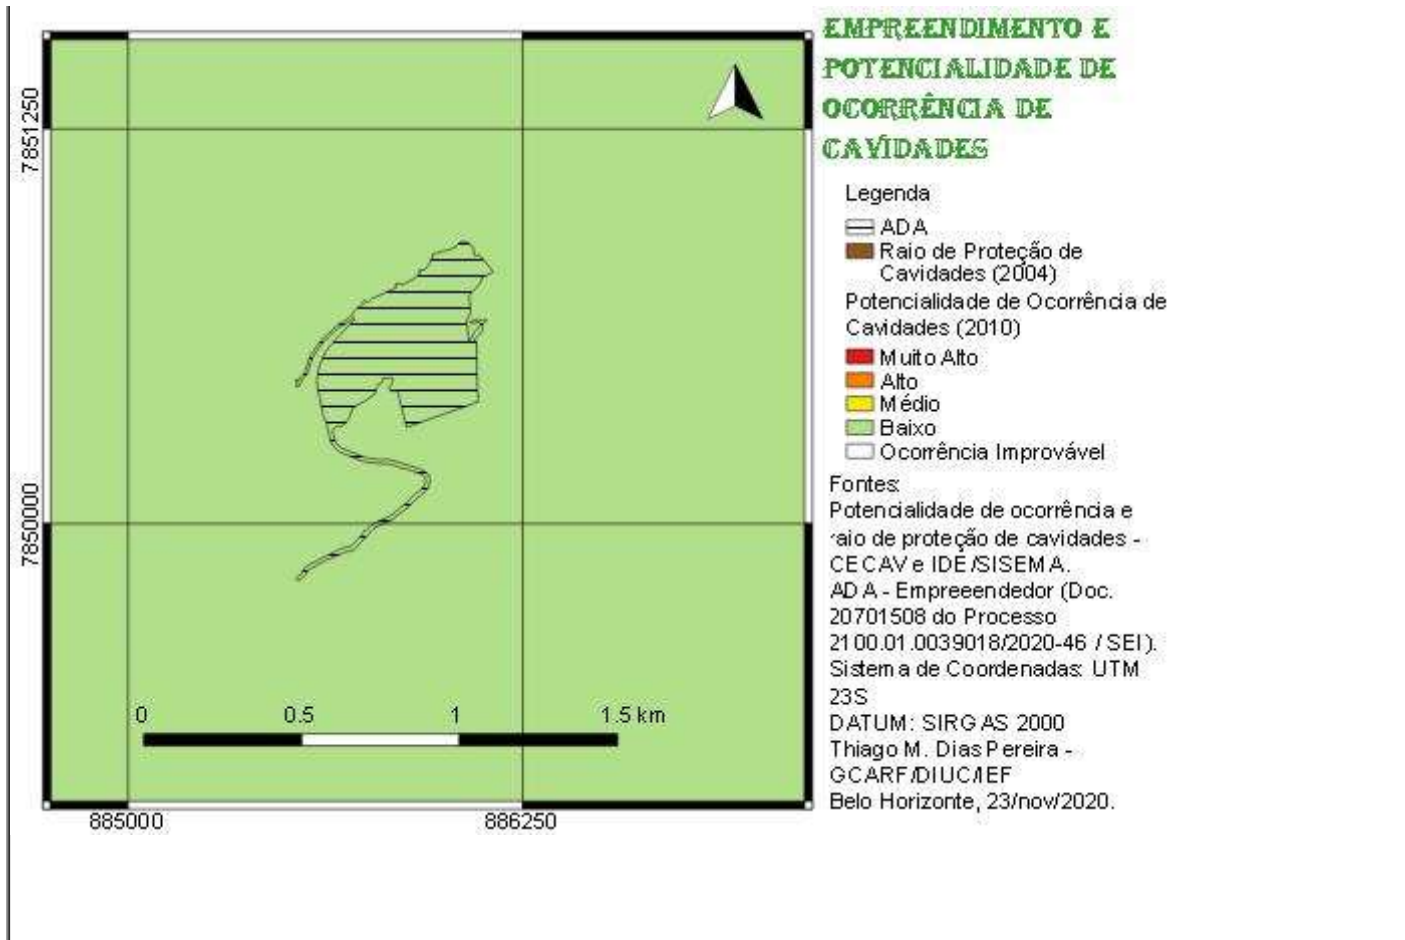 EMPREENDIMENTO E
POTENCIALIDADE DE
OCORRÊNCIA DE
CAVIDADES
Legenda
ADA
Raio de Proteção de
Cavidades (2004)
Potencialidade de Ocorrência de
Cavidades (2010)
Muito Alto
Alto
Médio
Baixo
Ocorrência Improvável
Fontes:
Potencialidade de ocorrência e
raio de proteção de cavidades -
CECAV e IDE/SISEMA.
ADA - Empreeendedor (Doc.
20701508 do Processo
2100.01.0039018/2020-46 / SEI).
Sistema de Coordenadas: UTM
23S
DATUM: SIRGAS 2000
Thiago M. Dias Pereira -
GCARF/DIUC/IEF
Belo Horizonte, 23/nov/2020.
7851250
7850000
0 0.5 1 1.5 km
885000 886250